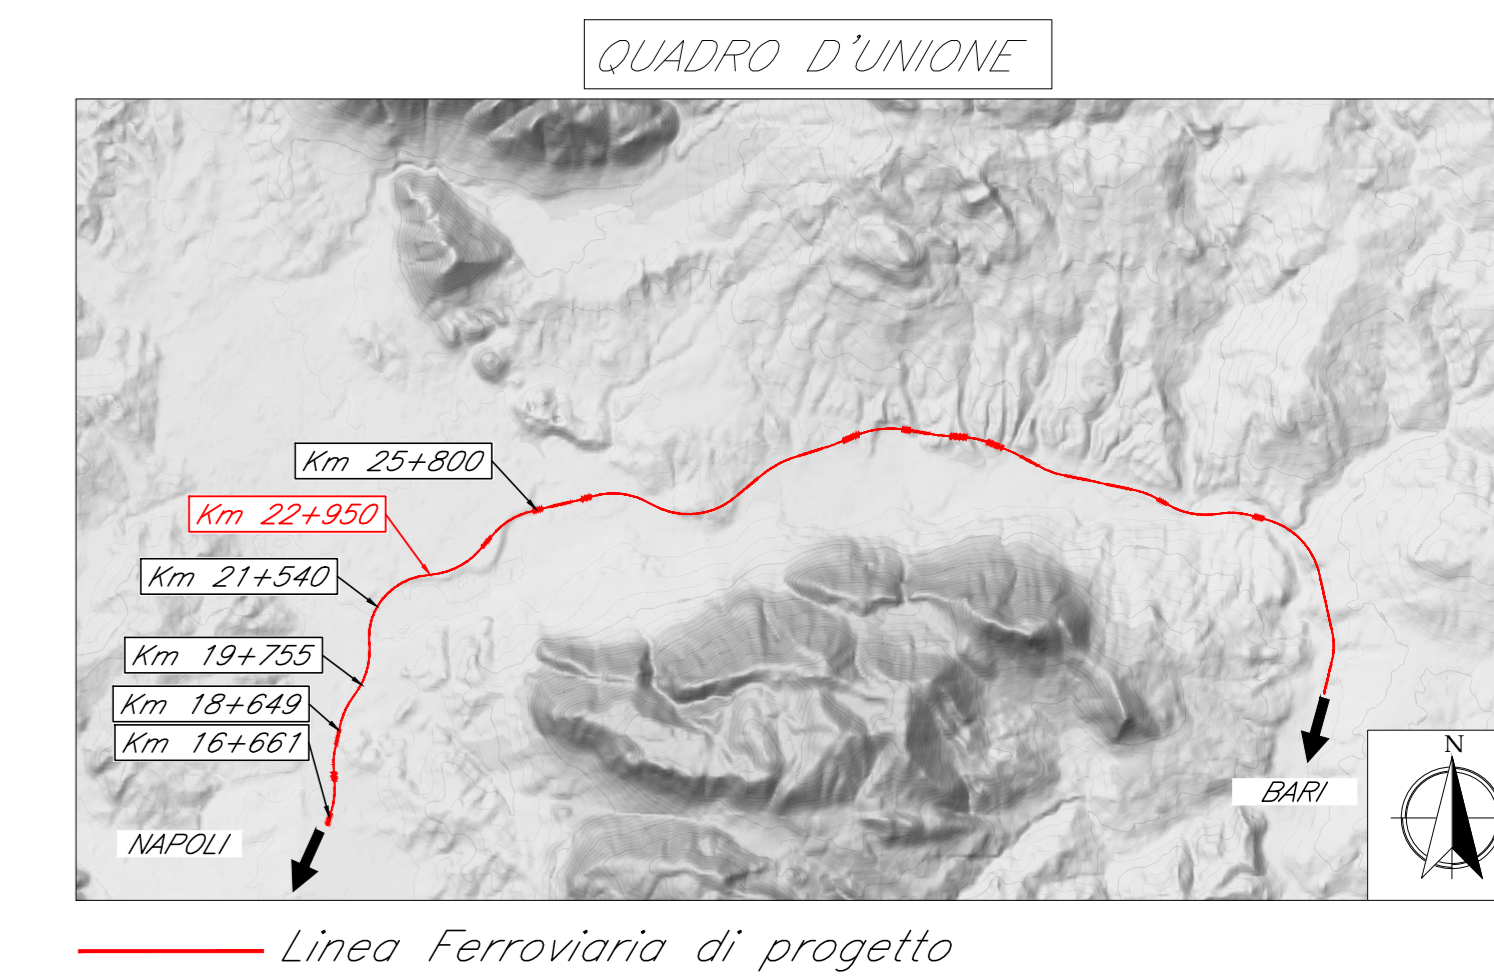 QUADRO D'UNIONE
Km 25+800
Km 22+950
Km 21+540
Km 19+755
Km 18+649
Km 16+661
NAPOLI
BARI
N
Linea Ferroviaria di progetto